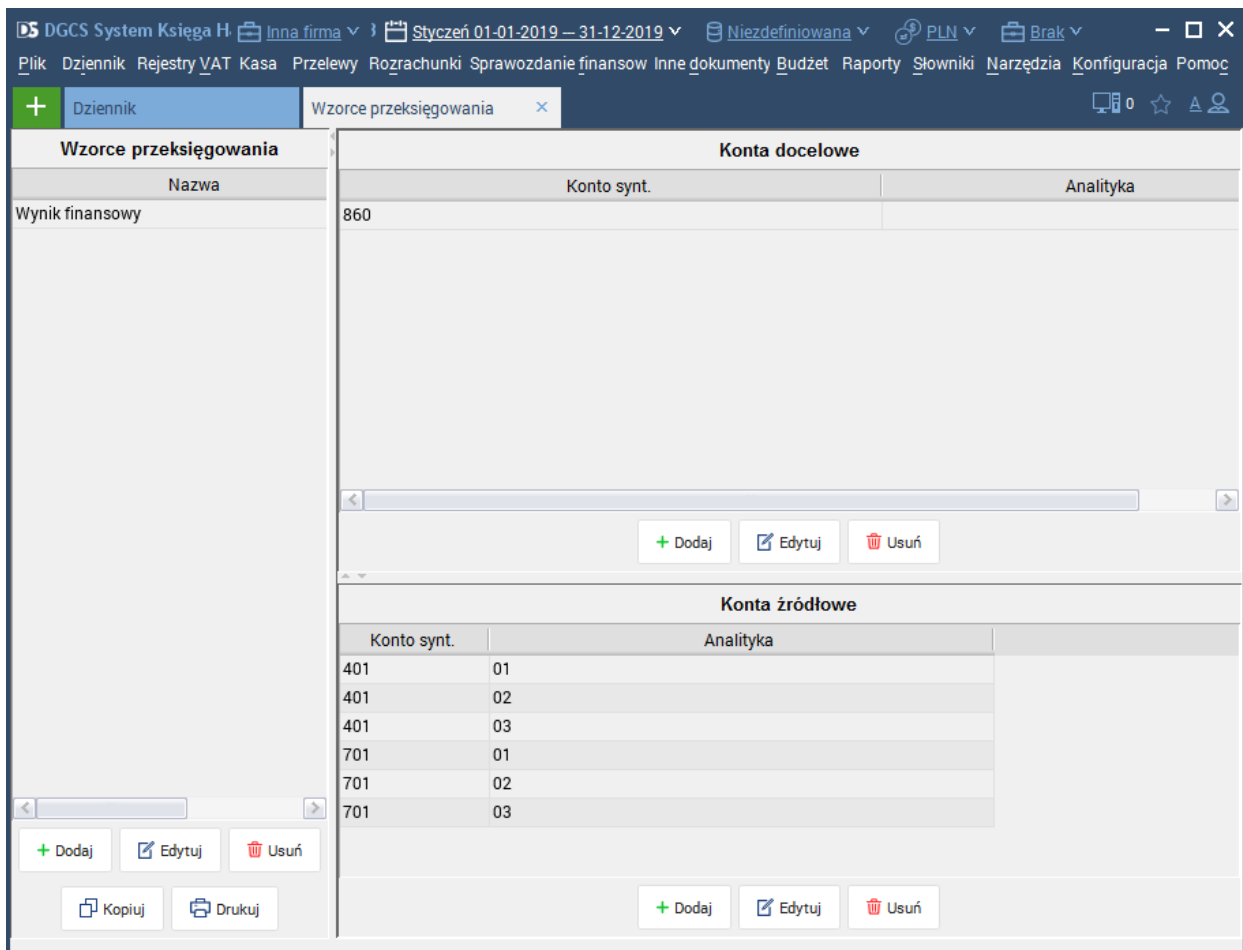 DS DGCS System Księga H Inna firma Styczeń 01-01-2019 — 31-12-2019 Niezdefiniowana PLN Brak
Plik Dziennik Rejestry VAT Kasa Przelewy Rozrachunki Sprawozdanie finansow Inne dokumenty Budżet Raporty Słowniki Narzędzia Konfiguracja Pomoc
Dziennik Wzorce przeksięgowania 0 A
Wzorce przeksięgowania
Nazwa
Wynik finansowy
+ Dodaj Edytuj Usuń
Kopiuj Drukuj
Konta docelowe
Konto synt. Analityka
860
+ Dodaj Edytuj Usuń
Konta źródłowe
Konto synt. Analityka
401 01
401 02
401 03
701 01
701 02
701 03
+ Dodaj Edytuj Usuń